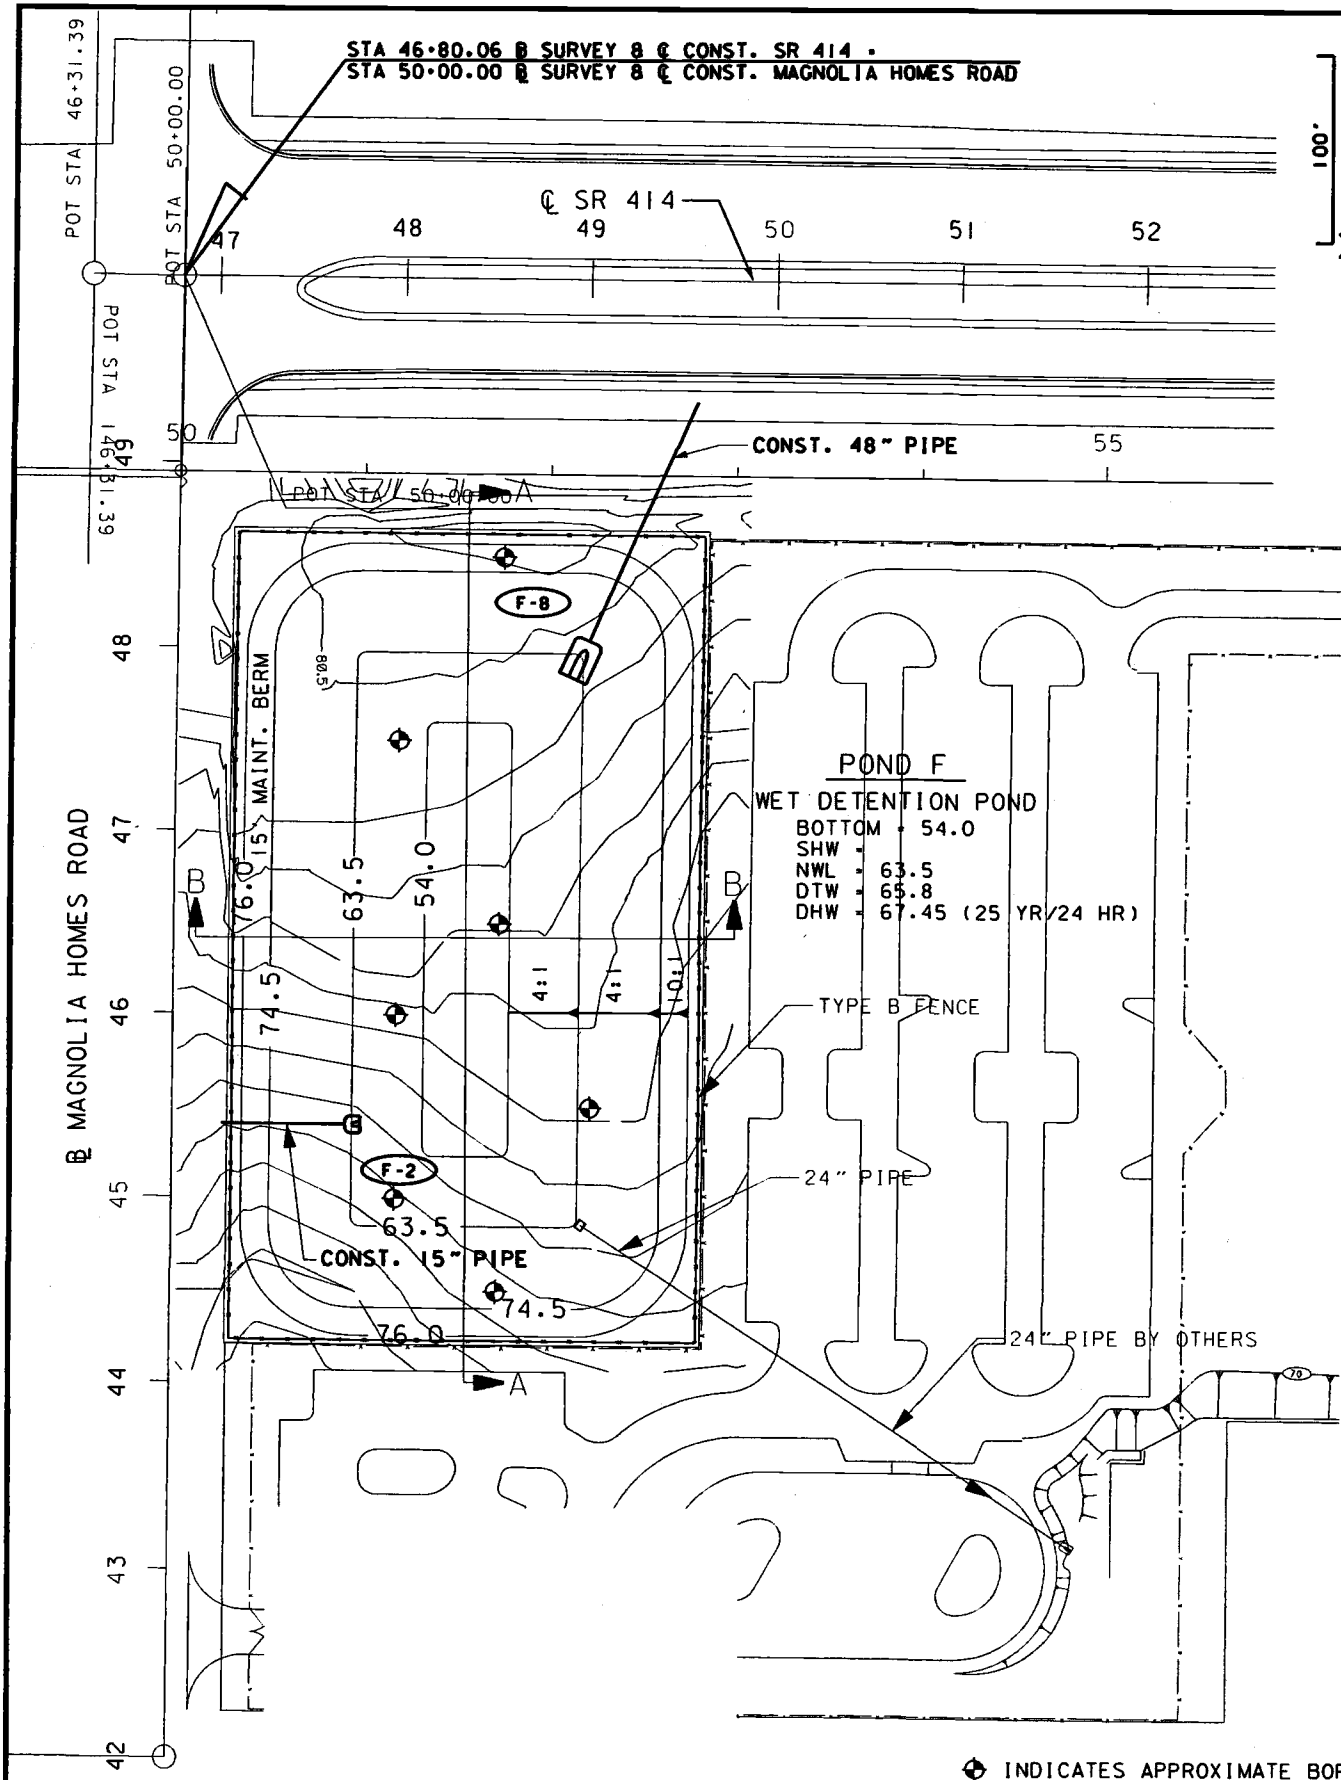 STA 46+80.06 ⅊ SURVEY & ℄ CONST. SR 414 =
STA 50+00.00 ⅊ SURVEY & ℄ CONST. MAGNOLIA HOMES ROAD
POT STA 46+31.39
POT STA 50+00.00
100'
℄ SR 414
47
48
49
50
51
52
POT STA 146+31.39
50
49
CONST. 48" PIPE
55
POT STA 50+00.00
A
F-8
48
80.5
15' MAINT. BERM
POND F
WET DETENTION POND
BOTTOM = 54.0
SHW =
NWL = 63.5
DTW = 65.8
DHW = 67.45 (25 YR/24 HR)
47
B
76.0
63.5
54.0
B
⅊ MAGNOLIA HOMES ROAD
74.5
4:1
4:1
10:1
46
TYPE B FENCE
F-2
24" PIPE
45
63.5
CONST. 15" PIPE
74.5
76.0
24" PIPE BY OTHERS
44
A
70
43
42
INDICATES APPROXIMATE BOR